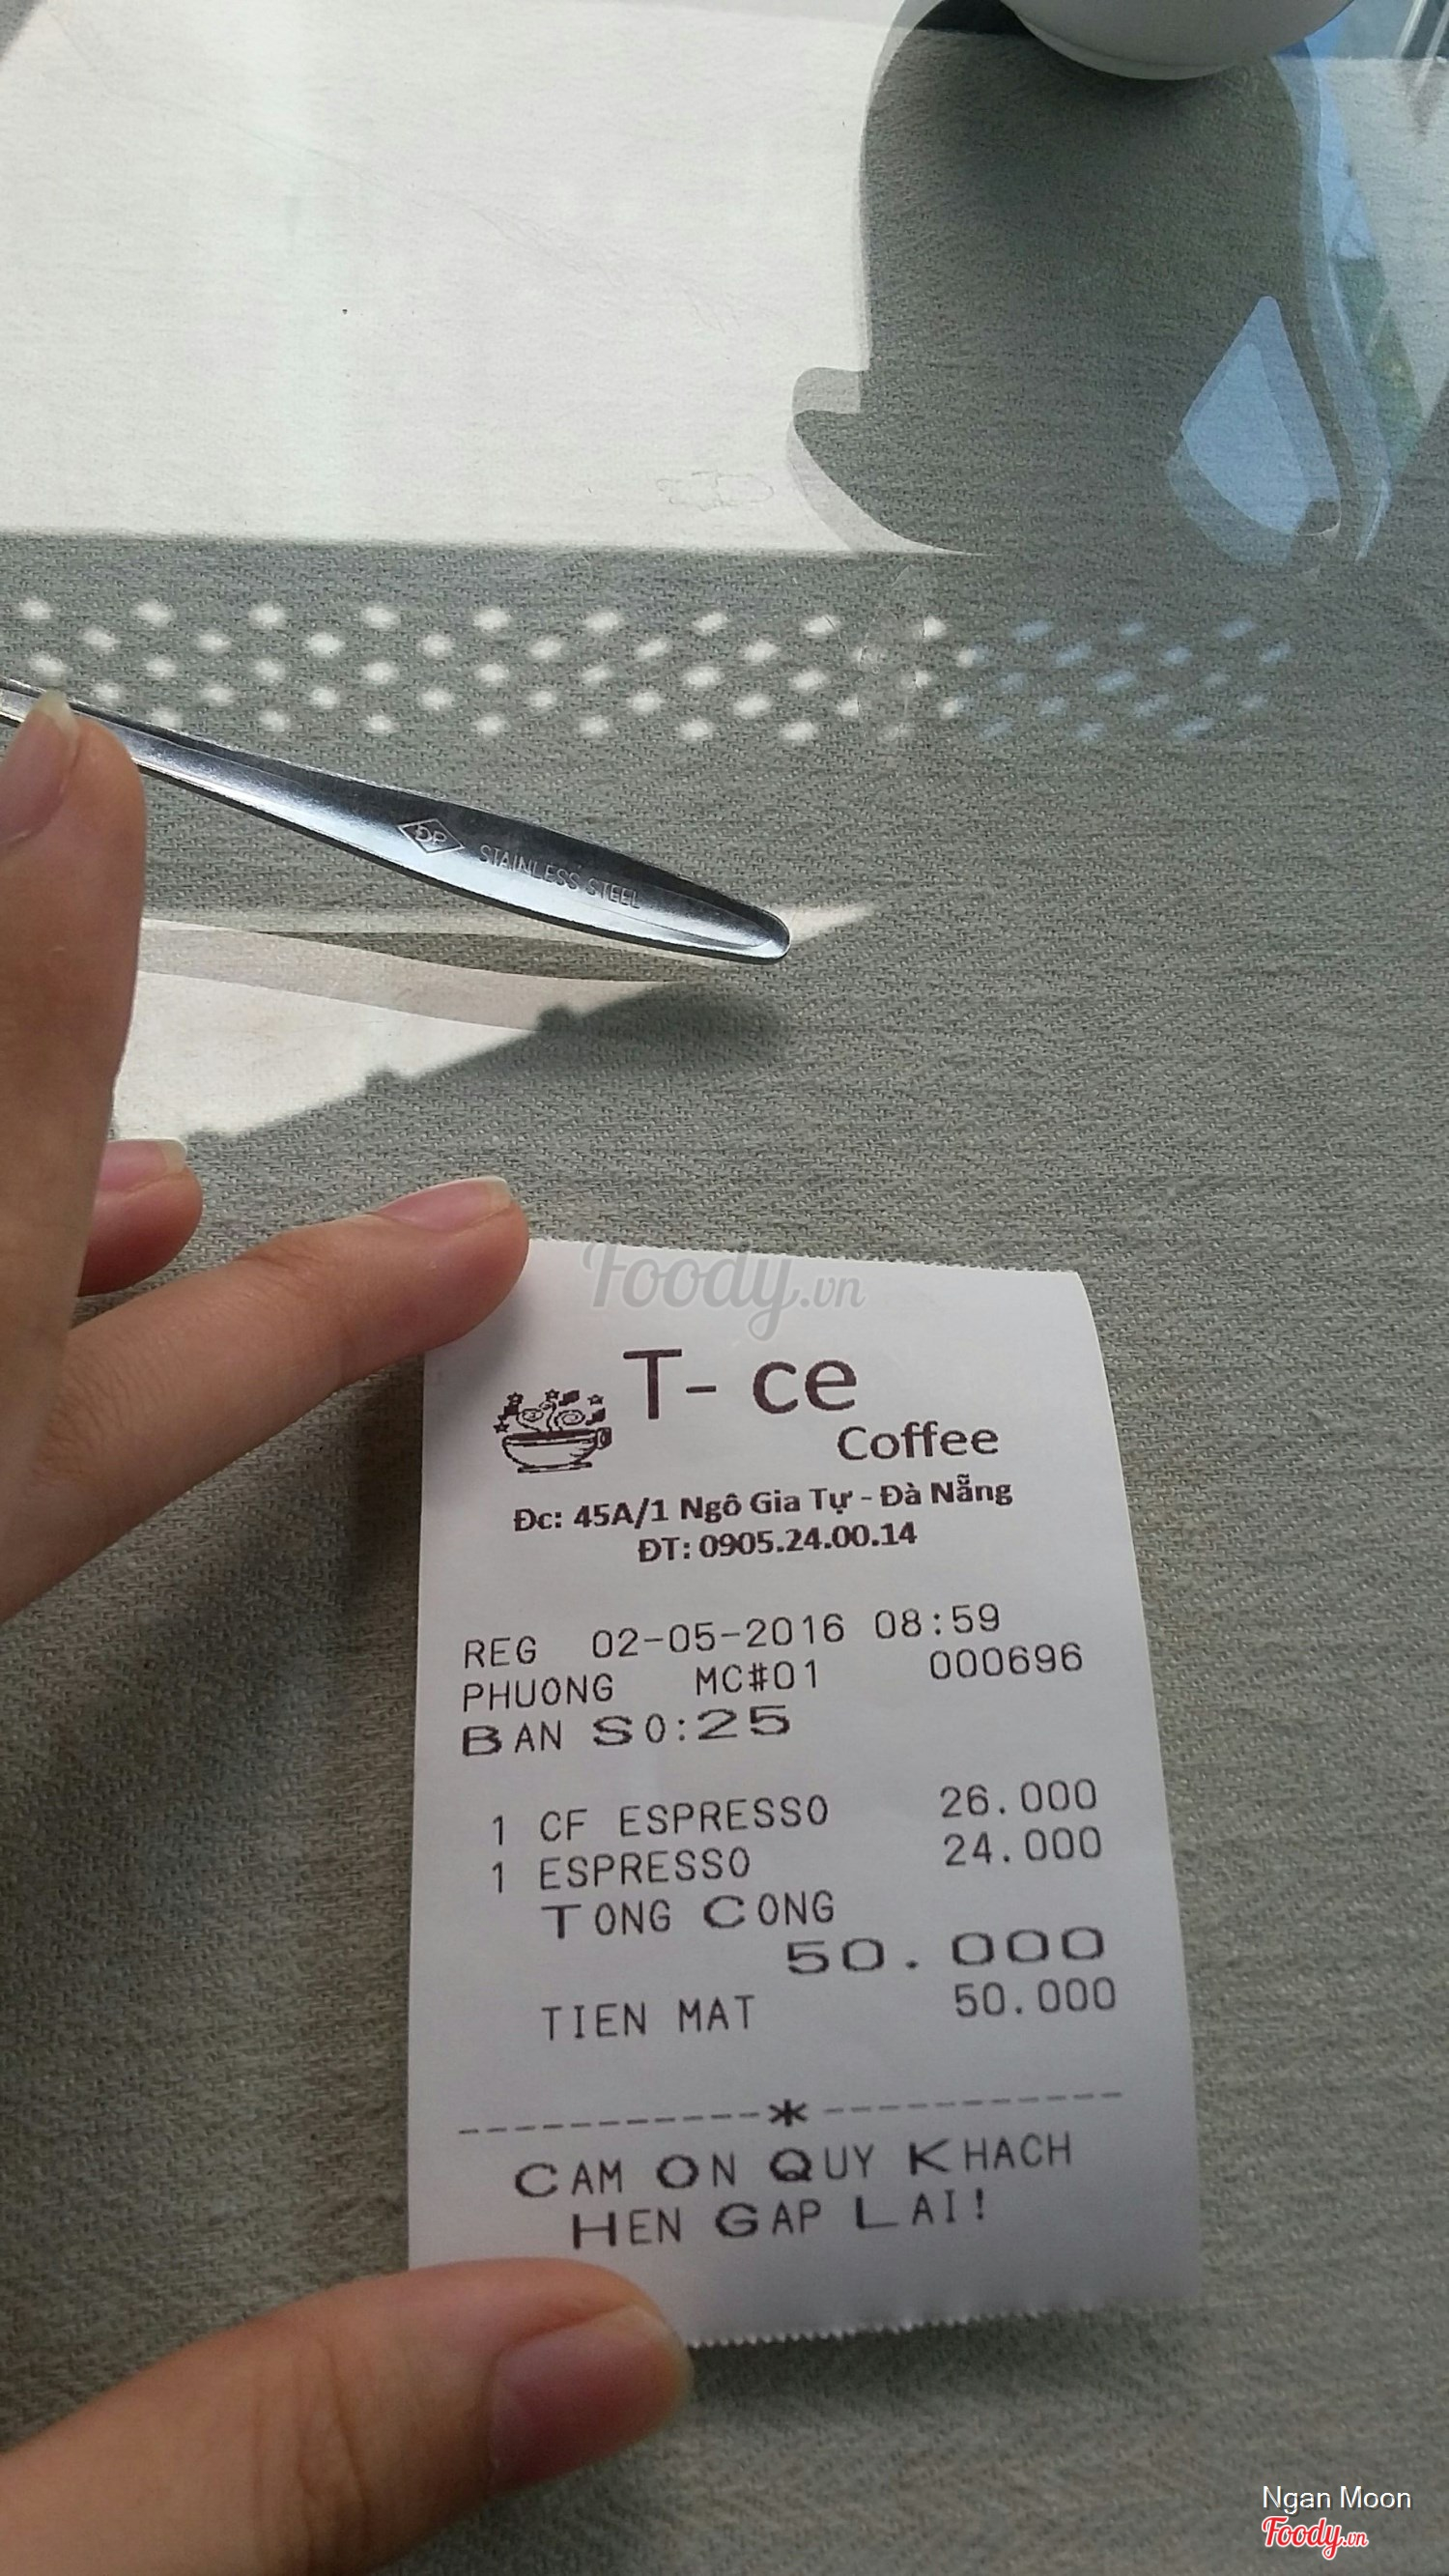 ĐP STAINLESS STEEL
Foody.vn
T- ce
Coffee
Đc: 45A/1 Ngô Gia Tự - Đà Nẵng
ĐT: 0905.24.00.14
REG 02-05-2016 08:59
PHUONG MC#01 000696
BAN SO:25
1 CF ESPRESSO 26.000
1 ESPRESSO 24.000
TONG CONG
50.000
TIEN MAT 50.000
-----------*-----------
CAM ON QUY KHACH
HEN GAP LAI!
Ngan Moon
Foody.vn